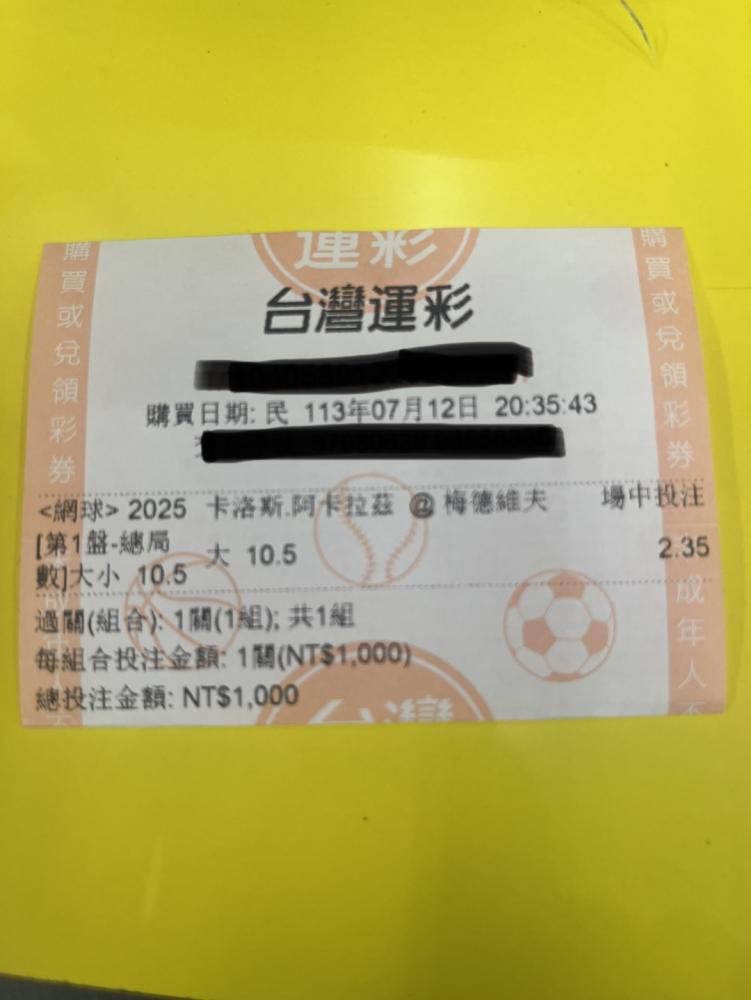 運彩
台灣運彩
購買日期: 民 113年07月12日 20:35:43
<網球> 2025 卡洛斯.阿卡拉茲 @ 梅德維夫 場中投注
[第1盤-總局數]大小 10.5 大 10.5 2.35
過關(組合): 1關(1組); 共1組
每組合投注金額: 1關(NT$1,000)
總投注金額: NT$1,000
台灣
購買或兌領彩券
購買或兌領彩券
成年人不